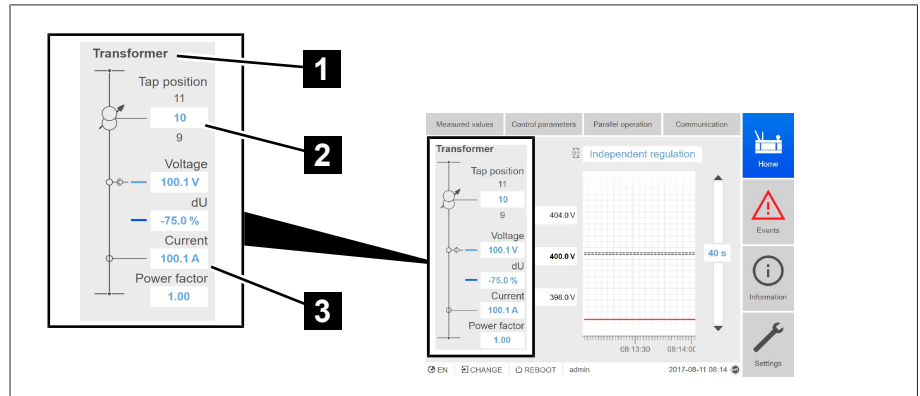 Transformer
1
Tap position
11
10
9
2
Voltage
100.1 V
dU
-75.0 %
Current
100.1 A
3
Power factor
1.00
Measured values Control parameters Parallel operation Communication
Transformer
Independent regulation
Tap position
11
10
9
Voltage
100.1 V
dU
-75.0 %
Current
100.1 A
Power factor
1.00
404.0 V
400.0 V
396.0 V
40 s
08:13:30 08:14:00
Home
Events
Information
Settings
EN CHANGE REBOOT admin 2017-08-11 08:14